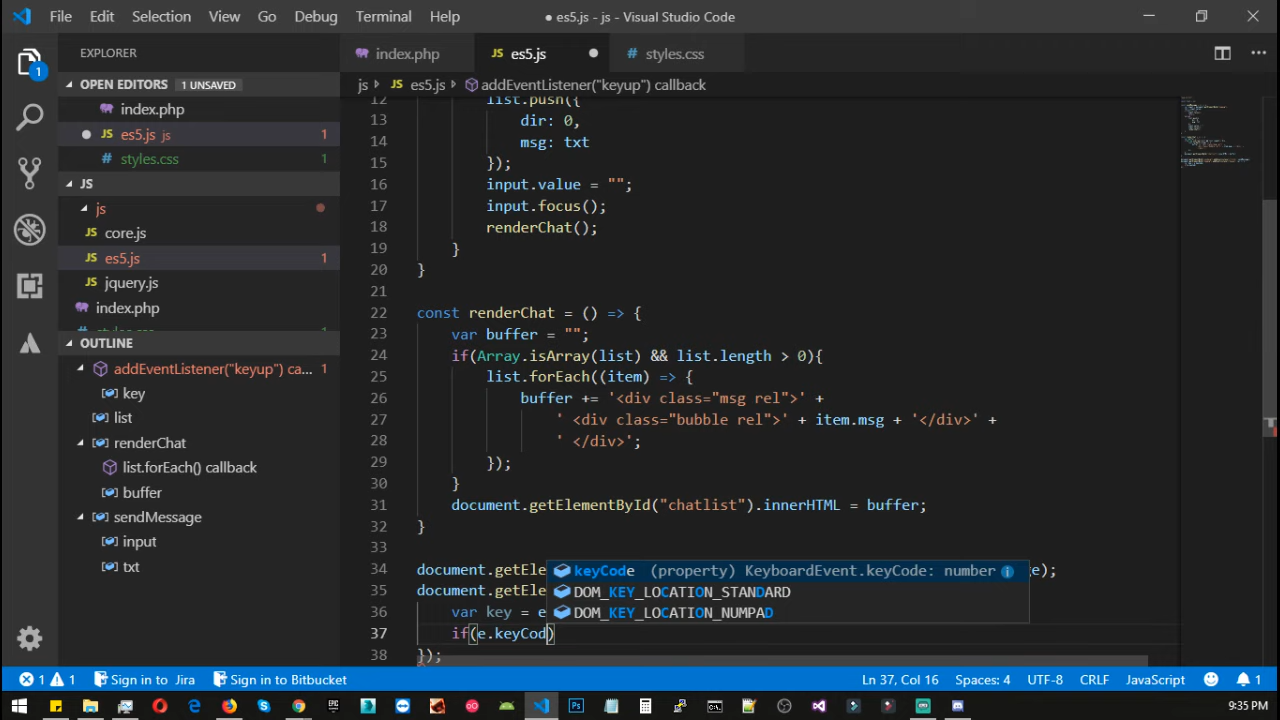 File Edit Selection View Go Debug Terminal Help ● es5.js - js - Visual Studio Code
EXPLORER
index.php
es5.js
styles.css
OPEN EDITORS 1 UNSAVED
js
es5.js
addEventListener("keyup") callback
index.php
JS es5.js js 1
# styles.css 1
JS
js
JS core.js
JS es5.js 1
JS jquery.js
index.php
OUTLINE
addEventListener("keyup") ca... 1
key
list
renderChat
list.forEach() callback
buffer
sendMessage
input
txt
12 list.push({
13 dir: 0,
14 msg: txt
15 });
16 input.value = "";
17 input.focus();
18 renderChat();
19 }
20 }
21
22 const renderChat = () => {
23 var buffer = "";
24 if(Array.isArray(list) && list.length > 0){
25 list.forEach((item) => {
26 buffer += '<div class="msg rel">' +
27 ' <div class="bubble rel">' + item.msg + '</div>' +
28 ' </div>';
29 });
30 }
31 document.getElementById("chatlist").innerHTML = buffer;
32 }
33
34 document.getEle e);
35 document.getEle
36 var key = e
37 if(e.keyCod)
38 });
keyCode (property) KeyboardEvent.keyCode: number
DOM_KEY_LOCATION_STANDARD
DOM_KEY_LOCATION_NUMPAD
1 1 Sign in to Jira Sign in to Bitbucket Ln 37, Col 16 Spaces: 4 UTF-8 CRLF JavaScript 1
9:35 PM